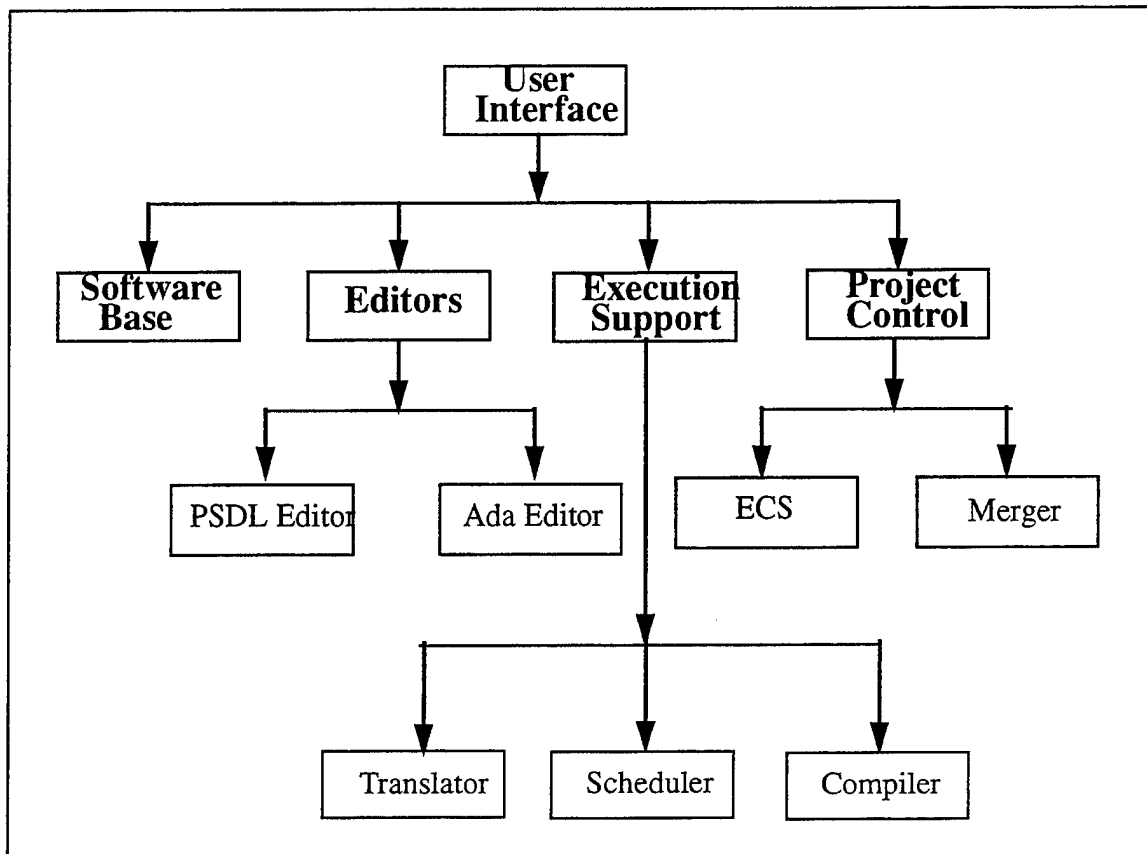 User
Interface
Software
Base
Editors
Execution
Support
Project
Control
PSDL Editor
Ada Editor
ECS
Merger
Translator
Scheduler
Compiler